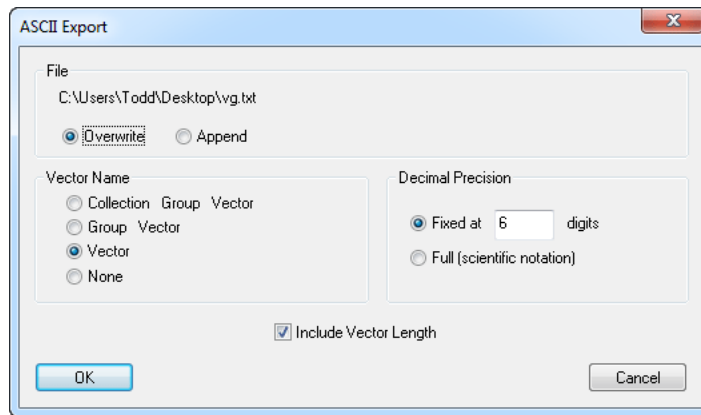 ASCII Export
File
C:\Users\Todd\Desktop\vg.txt
Overwrite Append
Vector Name
Collection Group Vector
Group Vector
Vector
None
Decimal Precision
Fixed at 6 digits
Full (scientific notation)
Include Vector Length
OK Cancel